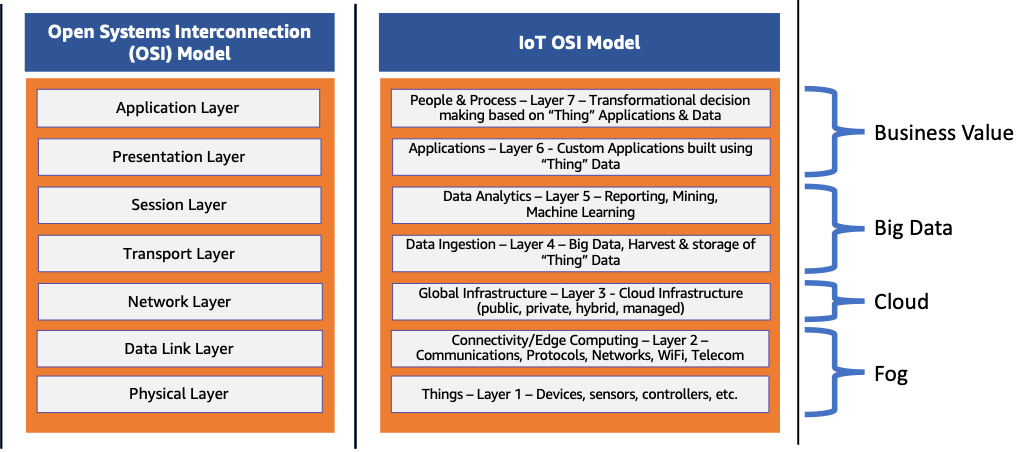 Open Systems Interconnection
(OSI) Model
Application Layer
Presentation Layer
Session Layer
Transport Layer
Network Layer
Data Link Layer
Physical Layer
IoT OSI Model
People & Process – Layer 7 – Transformational decision
making based on “Thing” Applications & Data
Applications – Layer 6 - Custom Applications built using
“Thing” Data
Data Analytics – Layer 5 – Reporting, Mining,
Machine Learning
Data Ingestion – Layer 4 – Big Data, Harvest & storage of
“Thing” Data
Global Infrastructure – Layer 3 - Cloud Infrastructure
(public, private, hybrid, managed)
Connectivity/Edge Computing – Layer 2 –
Communications, Protocols, Networks, WiFi, Telecom
Things – Layer 1 – Devices, sensors, controllers, etc.
Business Value
Big Data
Cloud
Fog